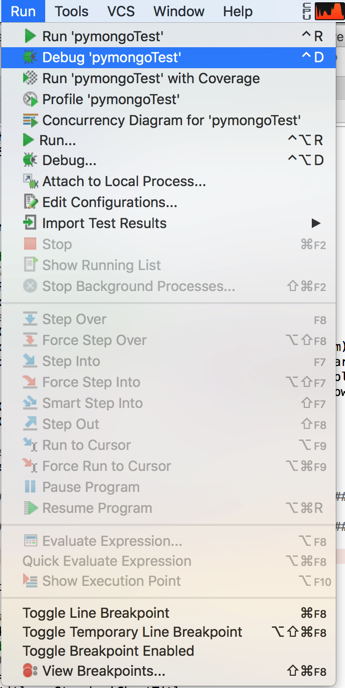 Run Tools VCS Window Help CPU
Run 'pymongoTest' ^ R
Debug 'pymongoTest' ^ D
Run 'pymongoTest' with Coverage
Profile 'pymongoTest'
Concurrency Diagram for 'pymongoTest'
Run... ^⌥R
Debug... ^⌥D
Attach to Local Process...
Edit Configurations...
Import Test Results ▶
Stop ⌘F2
Show Running List
Stop Background Processes... ⇧⌘F2
Step Over F8
Force Step Over ⌥⇧F8
Step Into F7
Force Step Into ⌥⇧F7
Smart Step Into ⇧F7
Step Out ⇧F8
Run to Cursor ⌥F9
Force Run to Cursor ⌥⌘F9
Pause Program
Resume Program ⌥⌘R
Evaluate Expression... ⌥F8
Quick Evaluate Expression ⌥⌘F8
Show Execution Point ⌥F10
Toggle Line Breakpoint ⌘F8
Toggle Temporary Line Breakpoint ⌥⇧⌘F8
Toggle Breakpoint Enabled
View Breakpoints... ⇧⌘F8